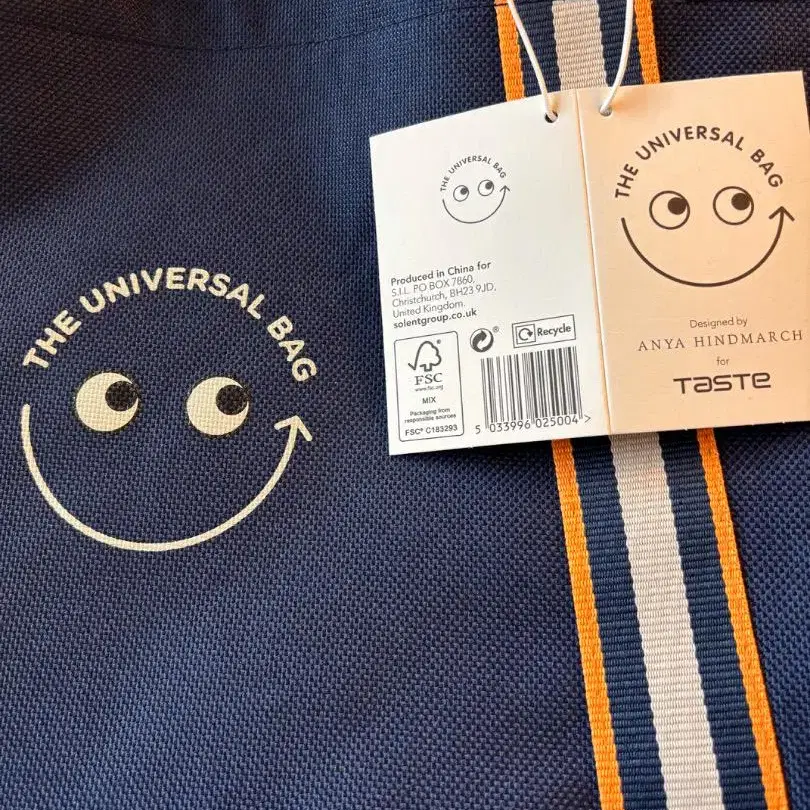 THE UNIVERSAL BAG
THE UNIVERSAL BAG
Produced in China for
S.I.L. PO BOX 7860,
Christchurch, BH23 9JD,
United Kingdom.
solentgroup.co.uk
Recycle
FSC
www.fsc.org
MIX
Packaging from
responsible sources
FSC® C183293
5 033996 025004 >
THE UNIVERSAL BAG
Designed by
ANYA HINDMARCH
for
TASTE